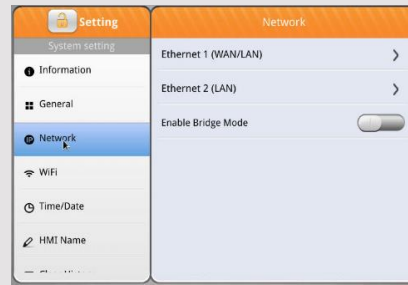 Setting
System setting
Information
General
Network
WiFi
Time/Date
HMI Name
Network
Ethernet 1 (WAN/LAN)
Ethernet 2 (LAN)
Enable Bridge Mode